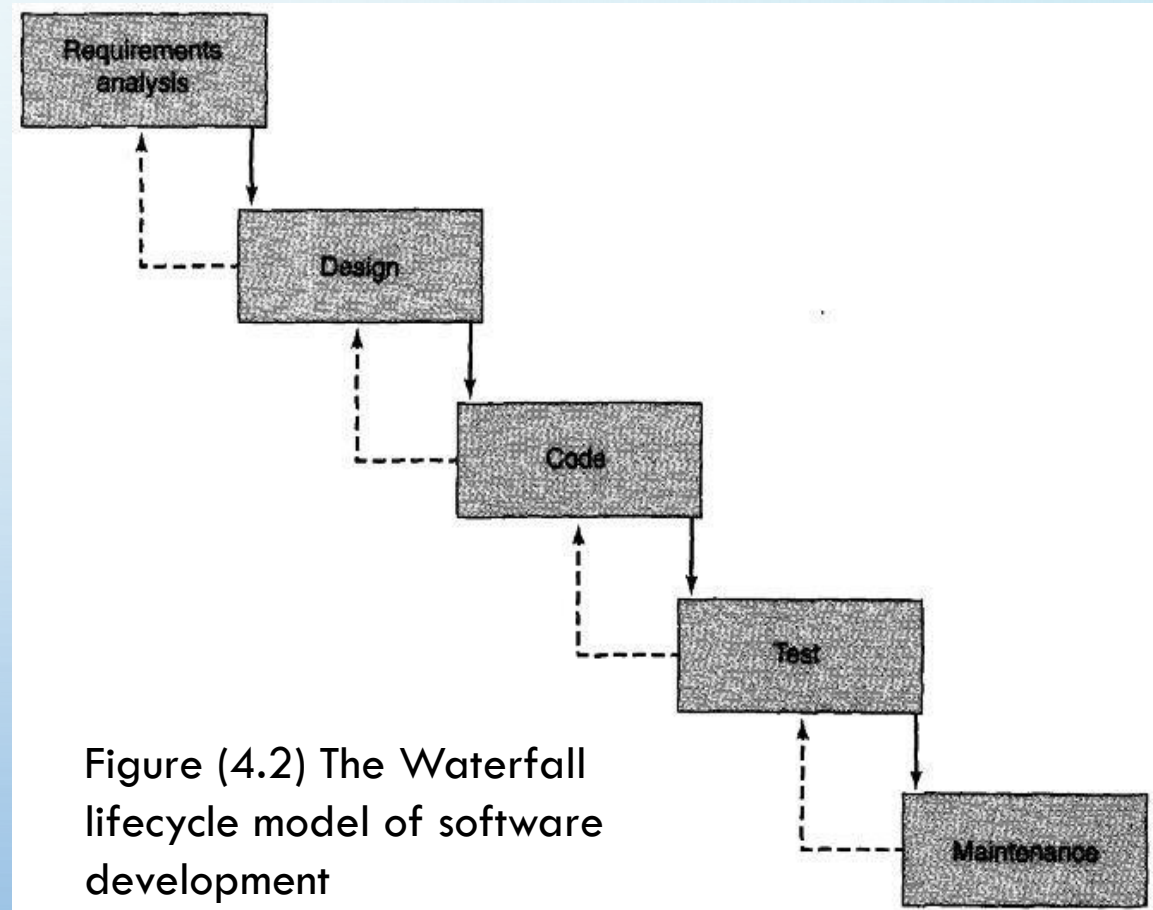 Requirements
analysis
Design
Code
Test
Maintenance
Figure (4.2) The Waterfall
lifecycle model of software
development